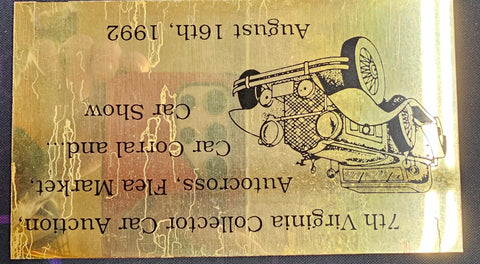 7th Virginia Collector Car Auction,
Autocross, Flea Market,
Car Corral and...
Car Show
August 16th, 1992